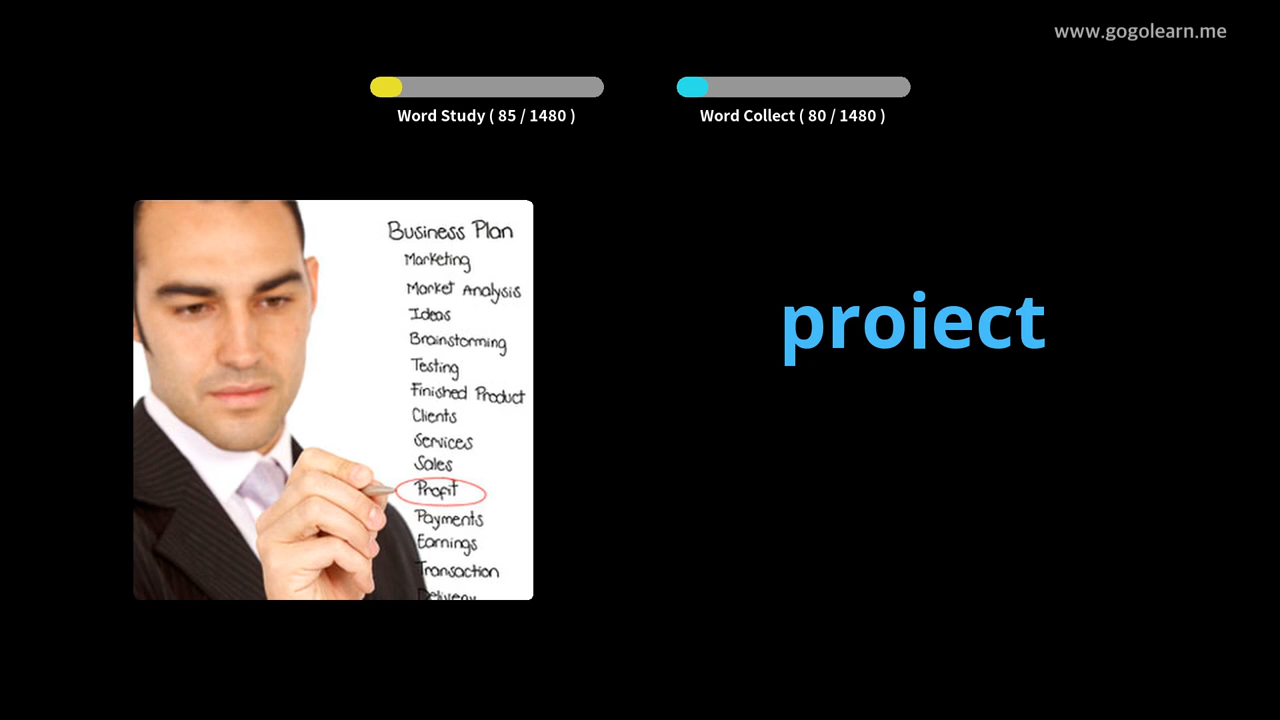 www.gogolearn.me
Word Study ( 85 / 1480 )
Word Collect ( 80 / 1480 )
Business Plan
Marketing
Market Analysis
Ideas
Brainstorming
Testing
Finished Product
Clients
Services
Sales
Profit
Payments
Earnings
Transaction
Delivery
proiect